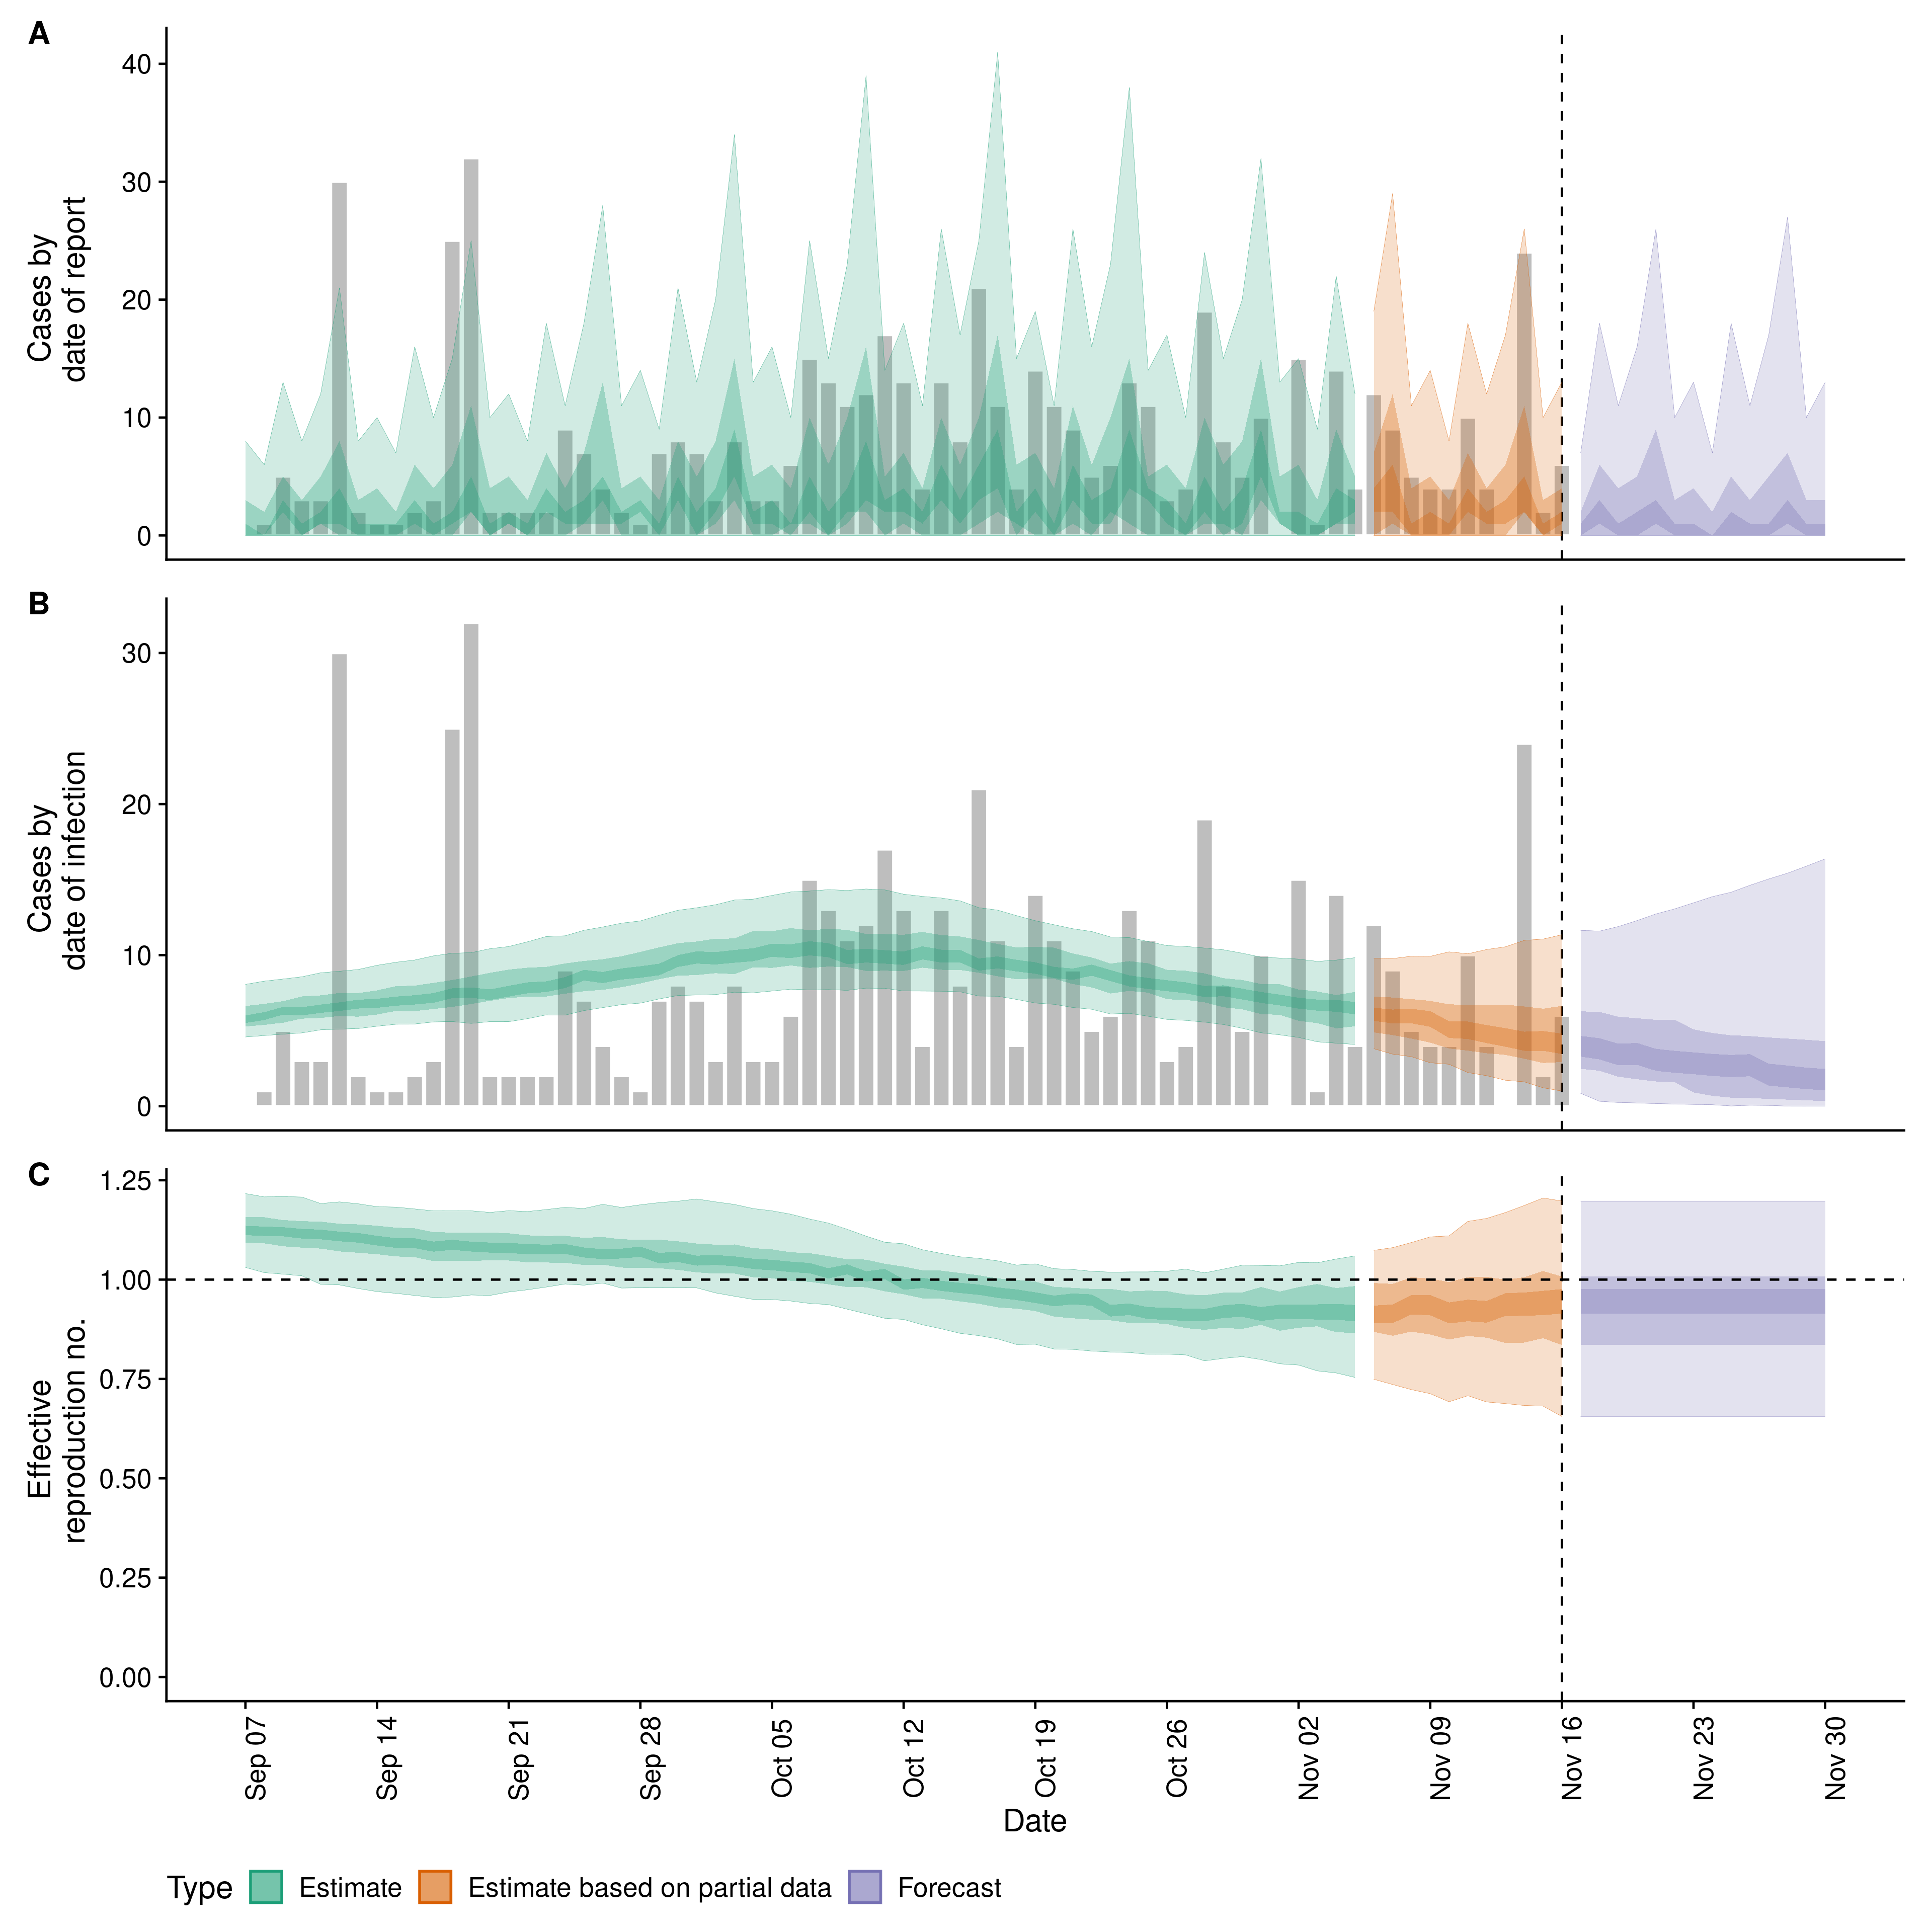 A
40
30
20
10
0
Cases by
date of report
B
30
20
10
0
Cases by
date of infection
C
1.25
1.00
0.75
0.50
0.25
0.00
Effective
reproduction no.
Sep 07
Sep 14
Sep 21
Sep 28
Oct 05
Oct 12
Oct 19
Oct 26
Nov 02
Nov 09
Nov 16
Nov 23
Nov 30
Date
Type Estimate Estimate based on partial data Forecast